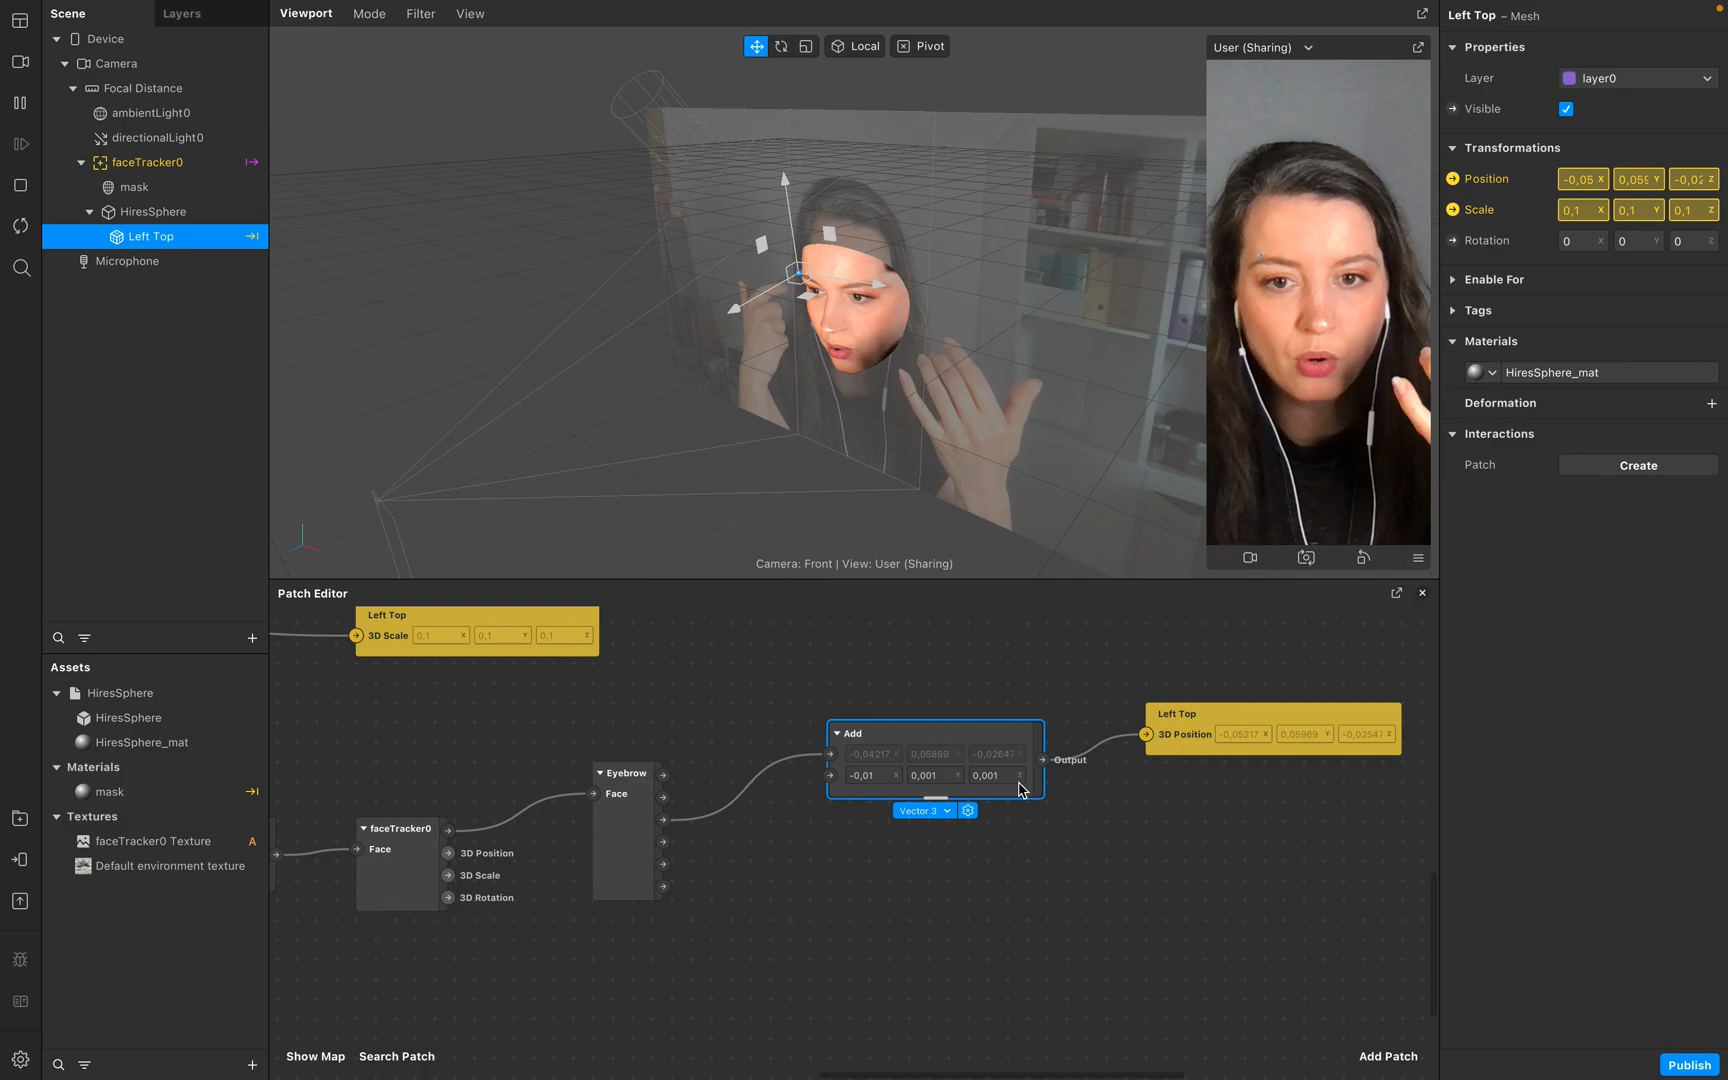 Scene
Layers
Device
Camera
Focal Distance
ambientLight0
directionalLight0
faceTracker0
mask
HiresSphere
Left Top
Microphone
Assets
HiresSphere
HiresSphere
HiresSphere_mat
Materials
mask
Textures
faceTracker0 Texture A
Default environment texture
Viewport Mode Filter View
Local Pivot
User (Sharing)
Camera: Front | View: User (Sharing)
Patch Editor
Left Top
3D Scale 0,1 X 0,1 Y 0,1 Z
faceTracker0
Face
3D Position
3D Scale
3D Rotation
Eyebrow
Face
Add
-0,04217 X 0,05869 Y -0,02647 Z
-0,01 X 0,001 Y 0,001 Z
Output
Vector 3
Left Top
3D Position -0,05217 X 0,05969 Y -0,02547 Z
Show Map Search Patch
Add Patch
Left Top – Mesh
Properties
Layer layer0
Visible
Transformations
Position -0,05 X 0,059 Y -0,02 Z
Scale 0,1 X 0,1 Y 0,1 Z
Rotation 0 X 0 Y 0 Z
Enable For
Tags
Materials
HiresSphere_mat
Deformation
Interactions
Patch Create
Publish